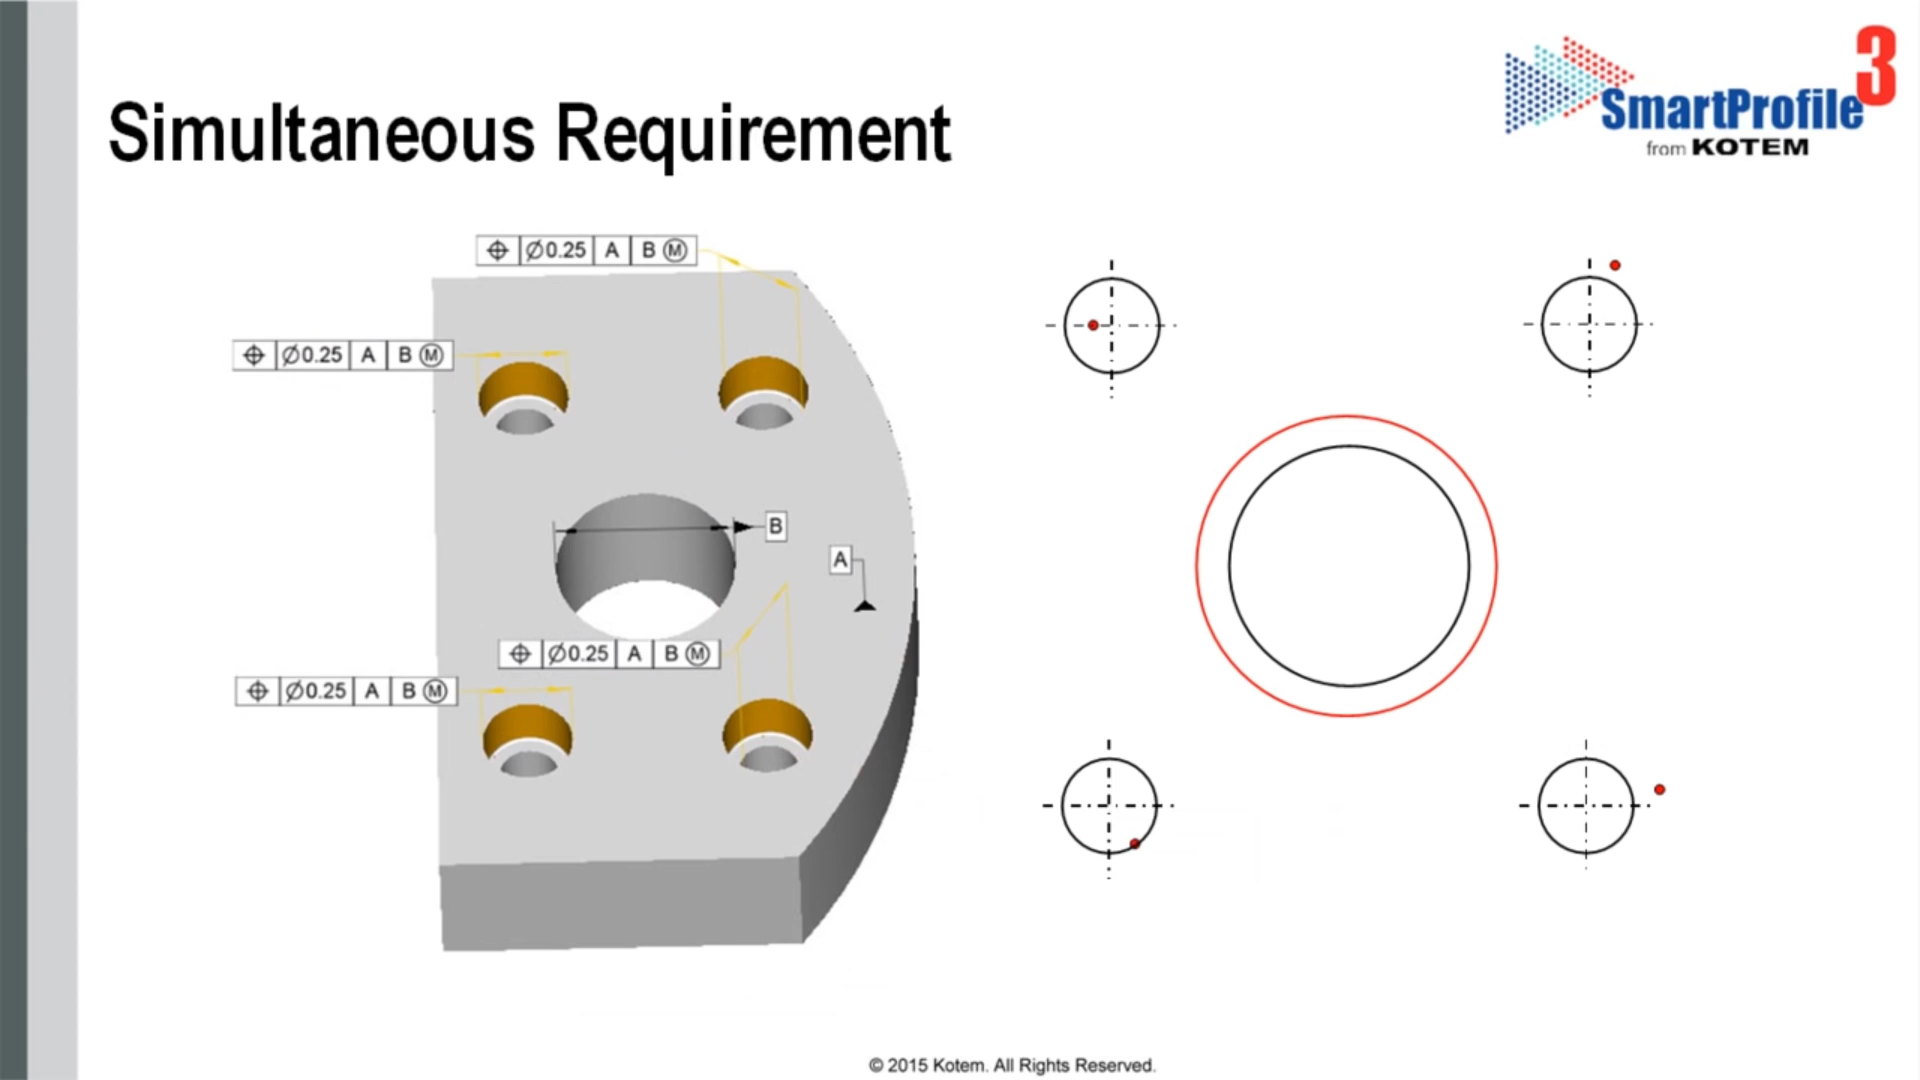 3
SmartProfile
from KOTEM
Simultaneous Requirement
⌖ Ø0.25 A B Ⓜ
⌖ Ø0.25 A B Ⓜ
B
A
⌖ Ø0.25 A B Ⓜ
⌖ Ø0.25 A B Ⓜ
© 2015 Kotem. All Rights Reserved.